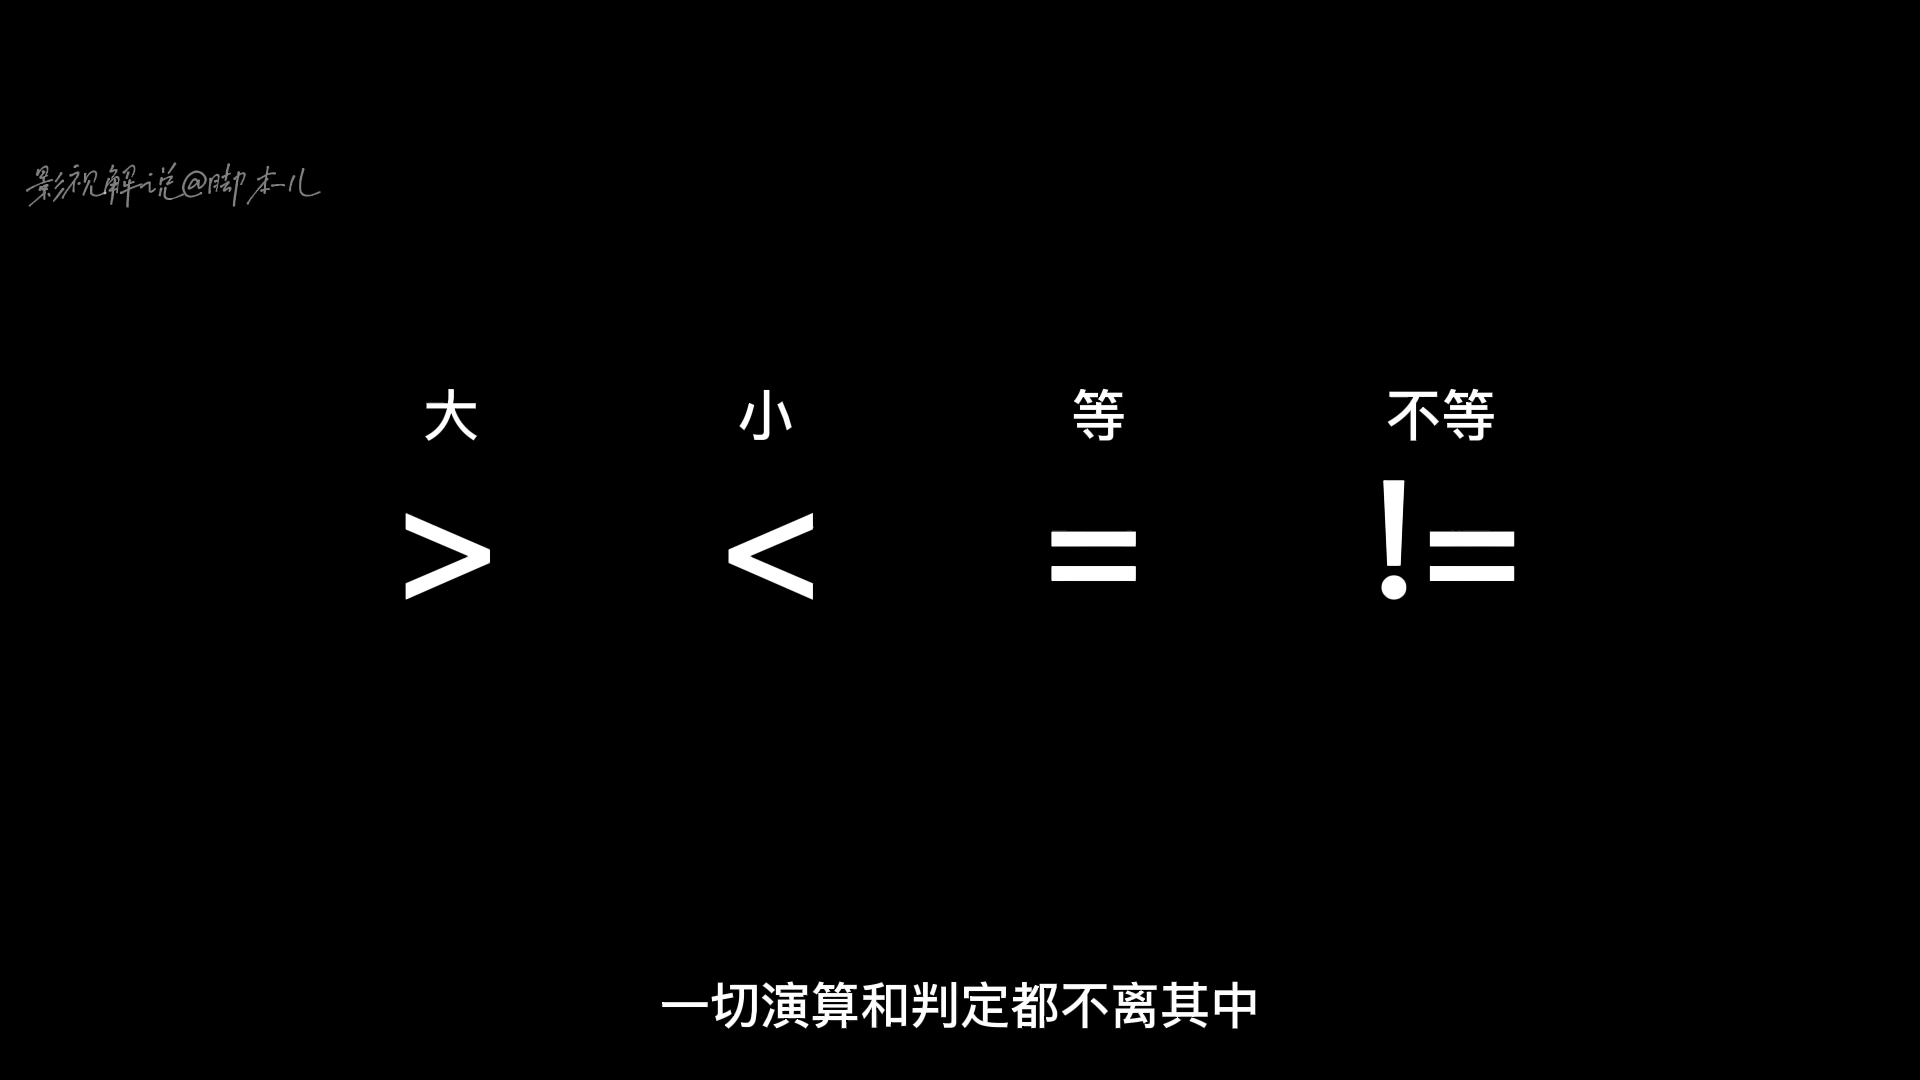 影视解说@脚本儿
大 小 等 不等
> < = !=
一切演算和判定都不离其中